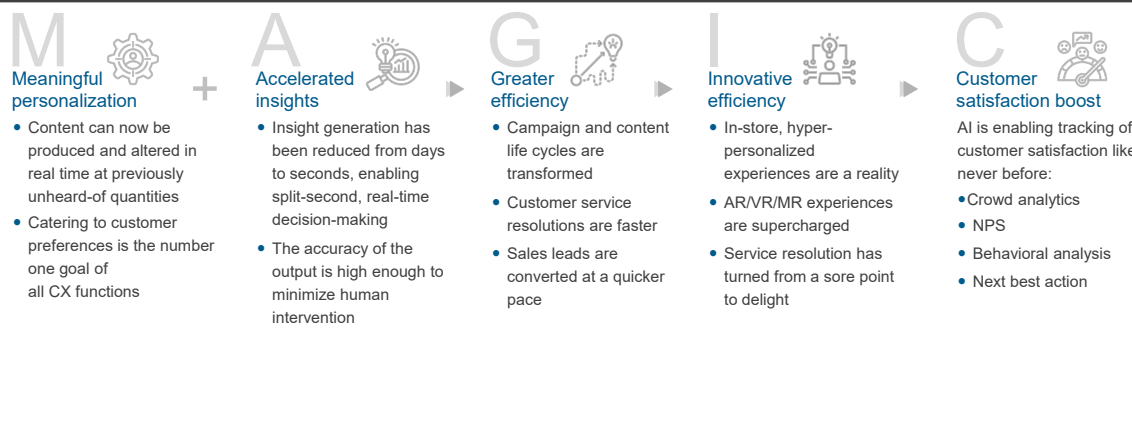 M
Meaningful
personalization
• Content can now be
produced and altered in
real time at previously
unheard-of quantities
• Catering to customer
preferences is the number
one goal of
all CX functions
+
A
Accelerated
insights
• Insight generation has
been reduced from days
to seconds, enabling
split-second, real-time
decision-making
• The accuracy of the
output is high enough to
minimize human
intervention
G
Greater
efficiency
• Campaign and content
life cycles are
transformed
• Customer service
resolutions are faster
• Sales leads are
converted at a quicker
pace
I
Innovative
efficiency
• In-store, hyper-
personalized
experiences are a reality
• AR/VR/MR experiences
are supercharged
• Service resolution has
turned from a sore point
to delight
C
Customer
satisfaction boost
AI is enabling tracking of
customer satisfaction like
never before:
•Crowd analytics
• NPS
• Behavioral analysis
• Next best action